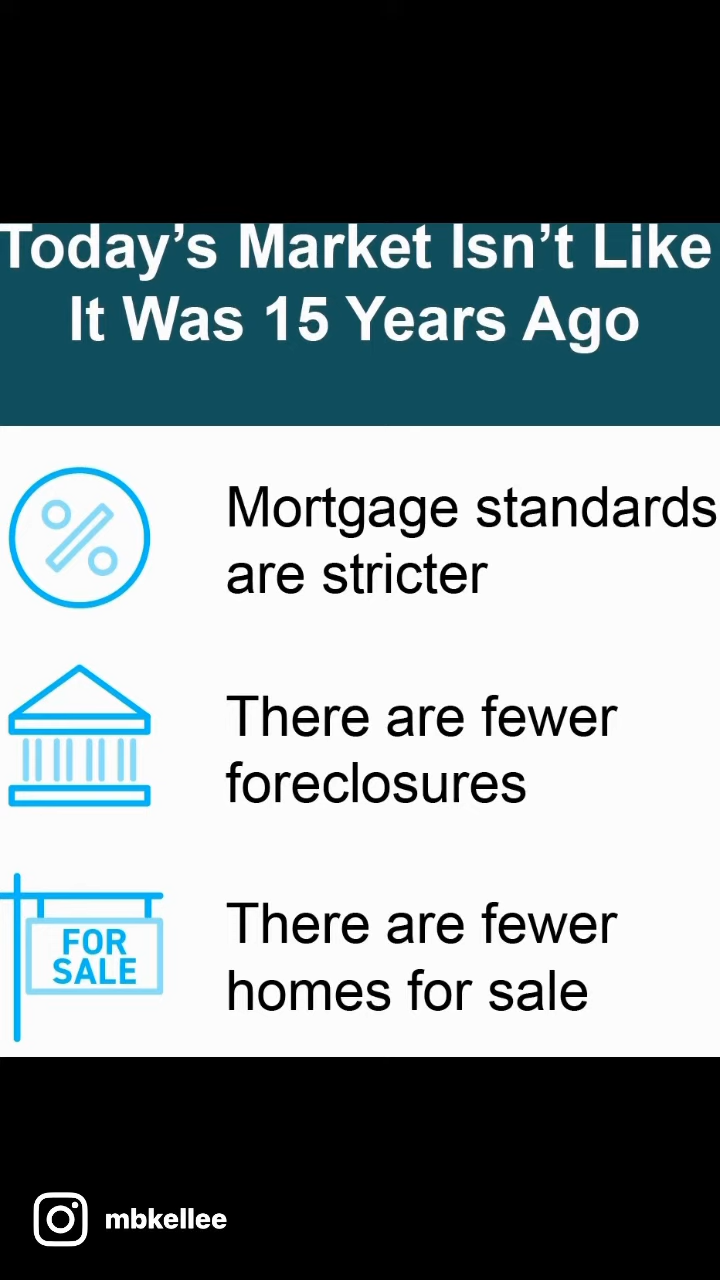 Today’s Market Isn’t Like
It Was 15 Years Ago
Mortgage standards
are stricter
There are fewer
foreclosures
FOR
SALE
There are fewer
homes for sale
mbkellee